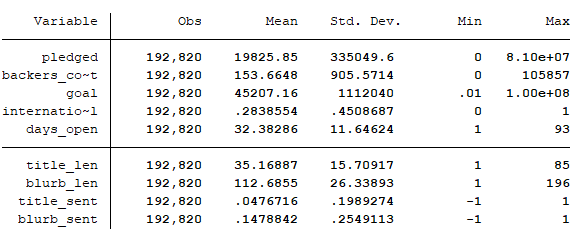 Variable Obs Mean Std. Dev. Min Max
pledged 192,820 19825.85 335049.6 0 8.10e+07
backers_co~t 192,820 153.6648 905.5714 0 105857
goal 192,820 45207.16 1112040 .01 1.00e+08
internatio~l 192,820 .2838554 .4508687 0 1
days_open 192,820 32.38286 11.64624 1 93
title_len 192,820 35.16887 15.70917 1 85
blurb_len 192,820 112.6855 26.33893 1 196
title_sent 192,820 .0476716 .1989274 -1 1
blurb_sent 192,820 .1478842 .2549113 -1 1